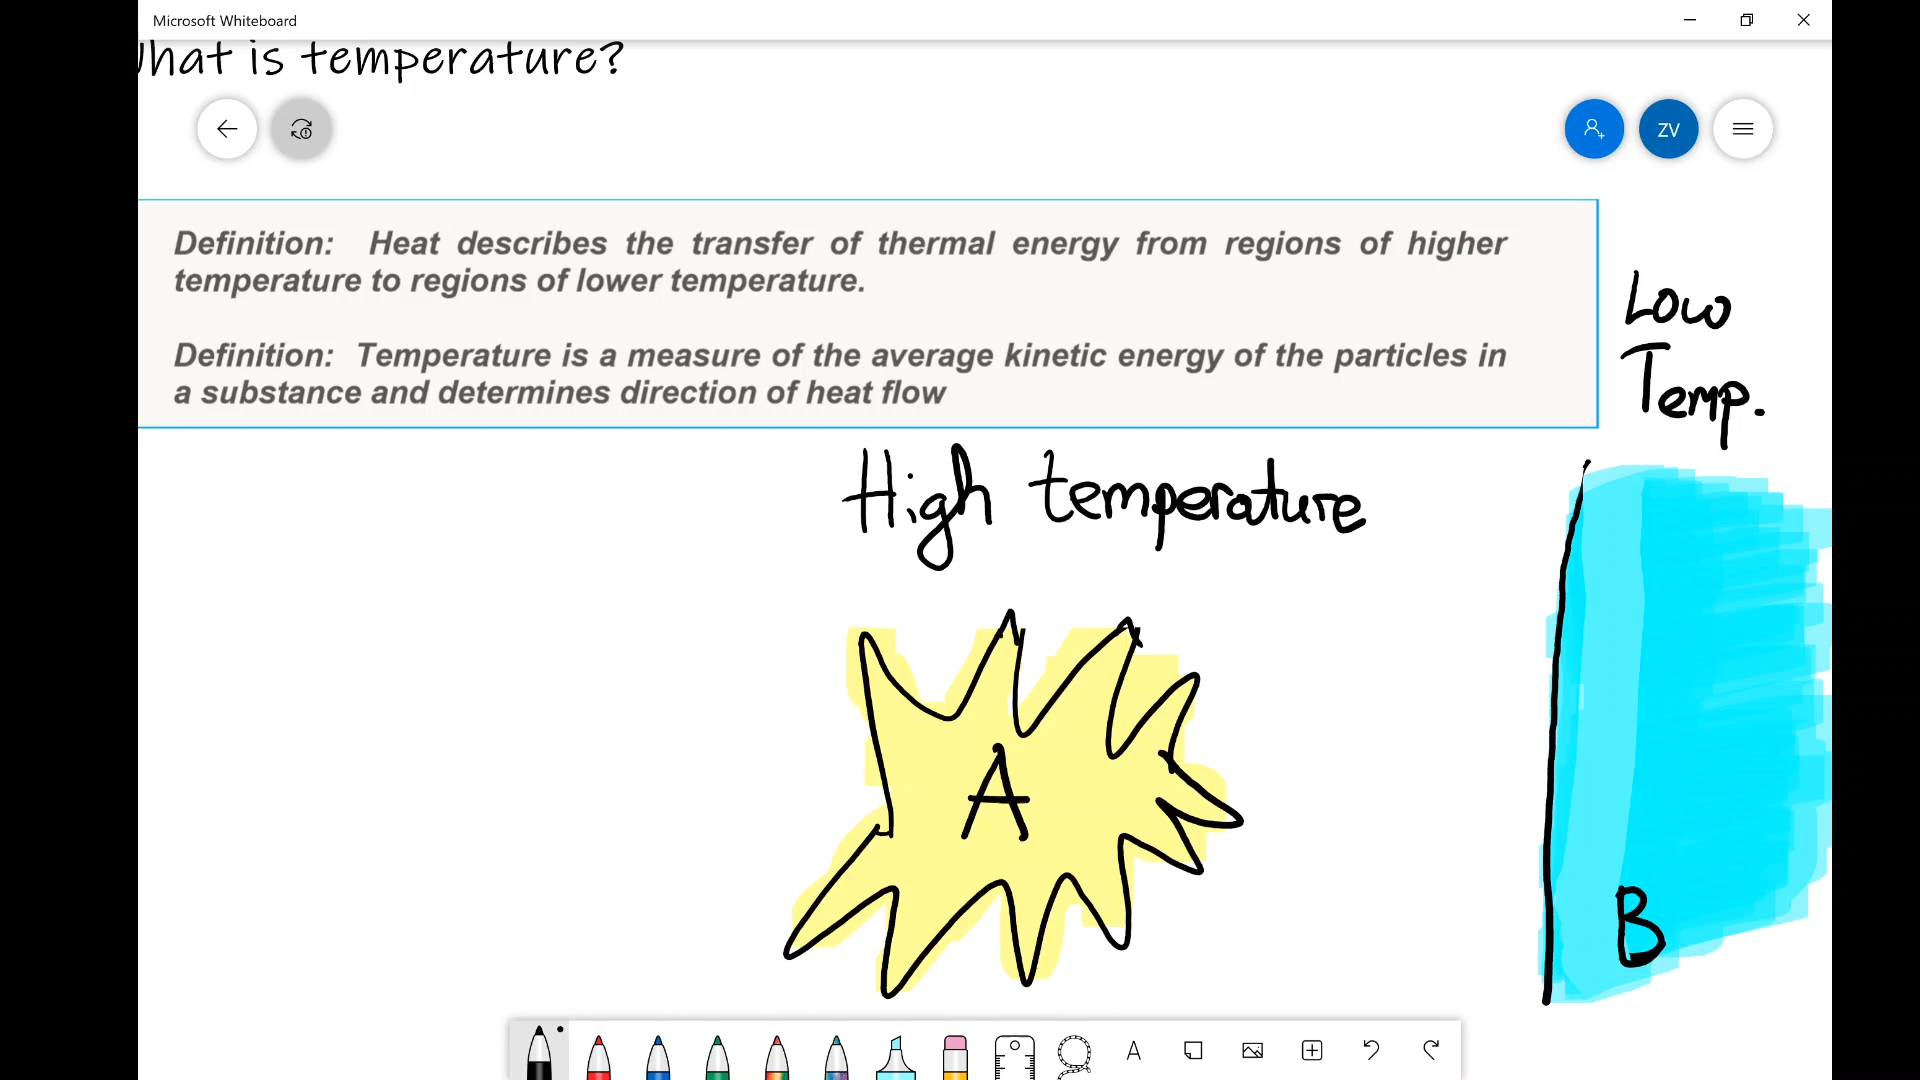 Microsoft Whiteboard
What is temperature?
ZV
Definition: Heat describes the transfer of thermal energy from regions of higher
temperature to regions of lower temperature.
Definition: Temperature is a measure of the average kinetic energy of the particles in
a substance and determines direction of heat flow
Low
Temp.
High temperature
A
B